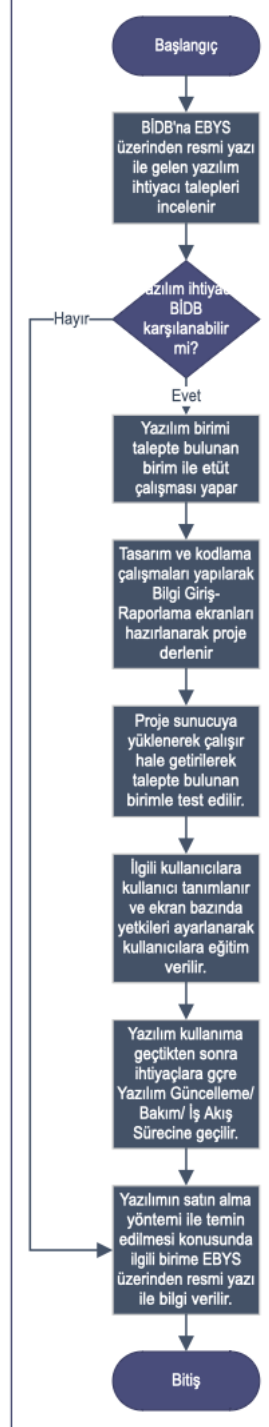 Başlangıç
BİDB'na EBYS
üzerinden resmi yazı
ile gelen yazılım
ihtiyacı talepleri
incelenir
azılım ihtiya
BİDB
karşılanabilir
mi?
Hayır
Evet
Yazılım birimi
talepte bulunan
birim ile etüt
çalışması yapar
Tasarım ve kodlama
çalışmaları yapılarak
Bilgi Giriş-
Raporlama ekranları
hazırlanarak proje
derlenir
Proje sunucuya
yüklenerek çalışır
hale getirilerek
talepte bulunan
birimle test edilir.
İlgili kullanıcılara
kullanıcı tanımlanır
ve ekran bazında
yetkileri ayarlanarak
kullanıcılara eğitim
verilir.
Yazılım kullanıma
geçtikten sonra
ihtiyaçlara gçre
Yazılım Güncelleme/
Bakım/ İş Akış
Sürecine geçilir.
Yazılımın satın alma
yöntemi ile temin
edilmesi konusunda
ilgili birime EBYS
üzerinden resmi yazı
ile bilgi verilir.
Bitiş